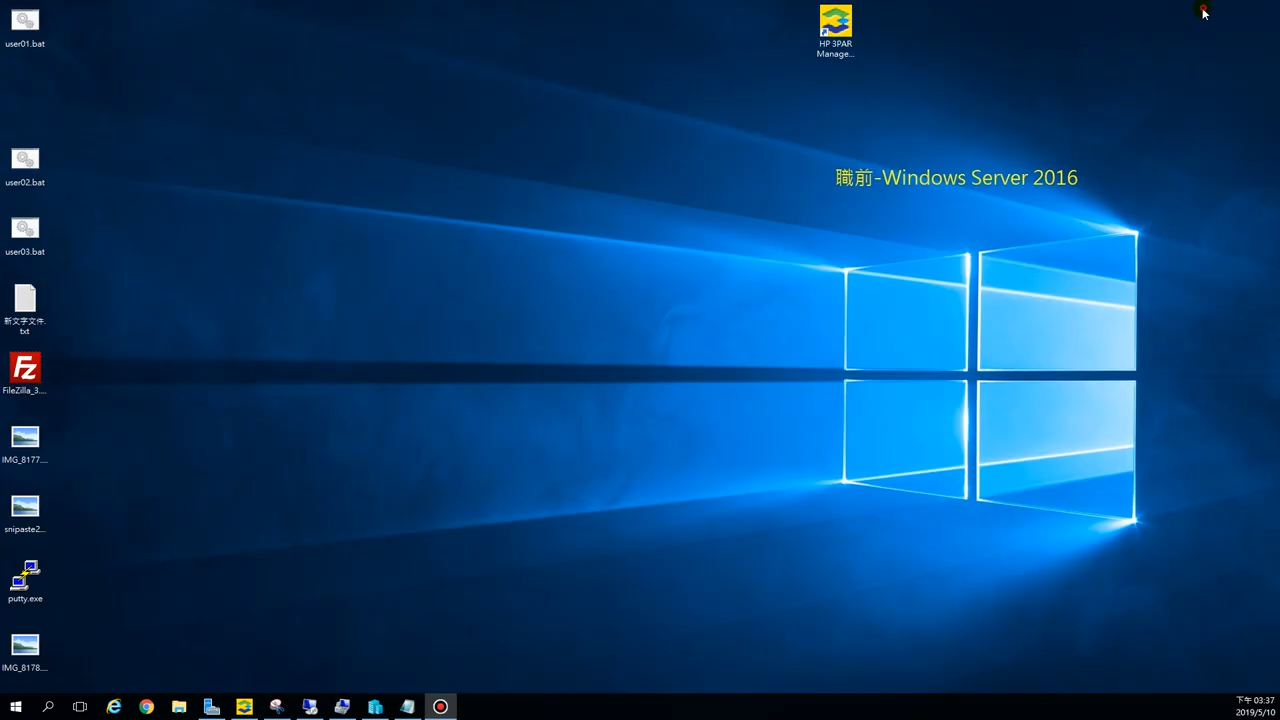 user01.bat
HP 3PAR
Manage...
user02.bat
職前-Windows Server 2016
user03.bat
新文字文件.
txt
FileZilla_3....
IMG_8177....
snipaste2...
putty.exe
IMG_8178....
下午 03:37
2019/5/10